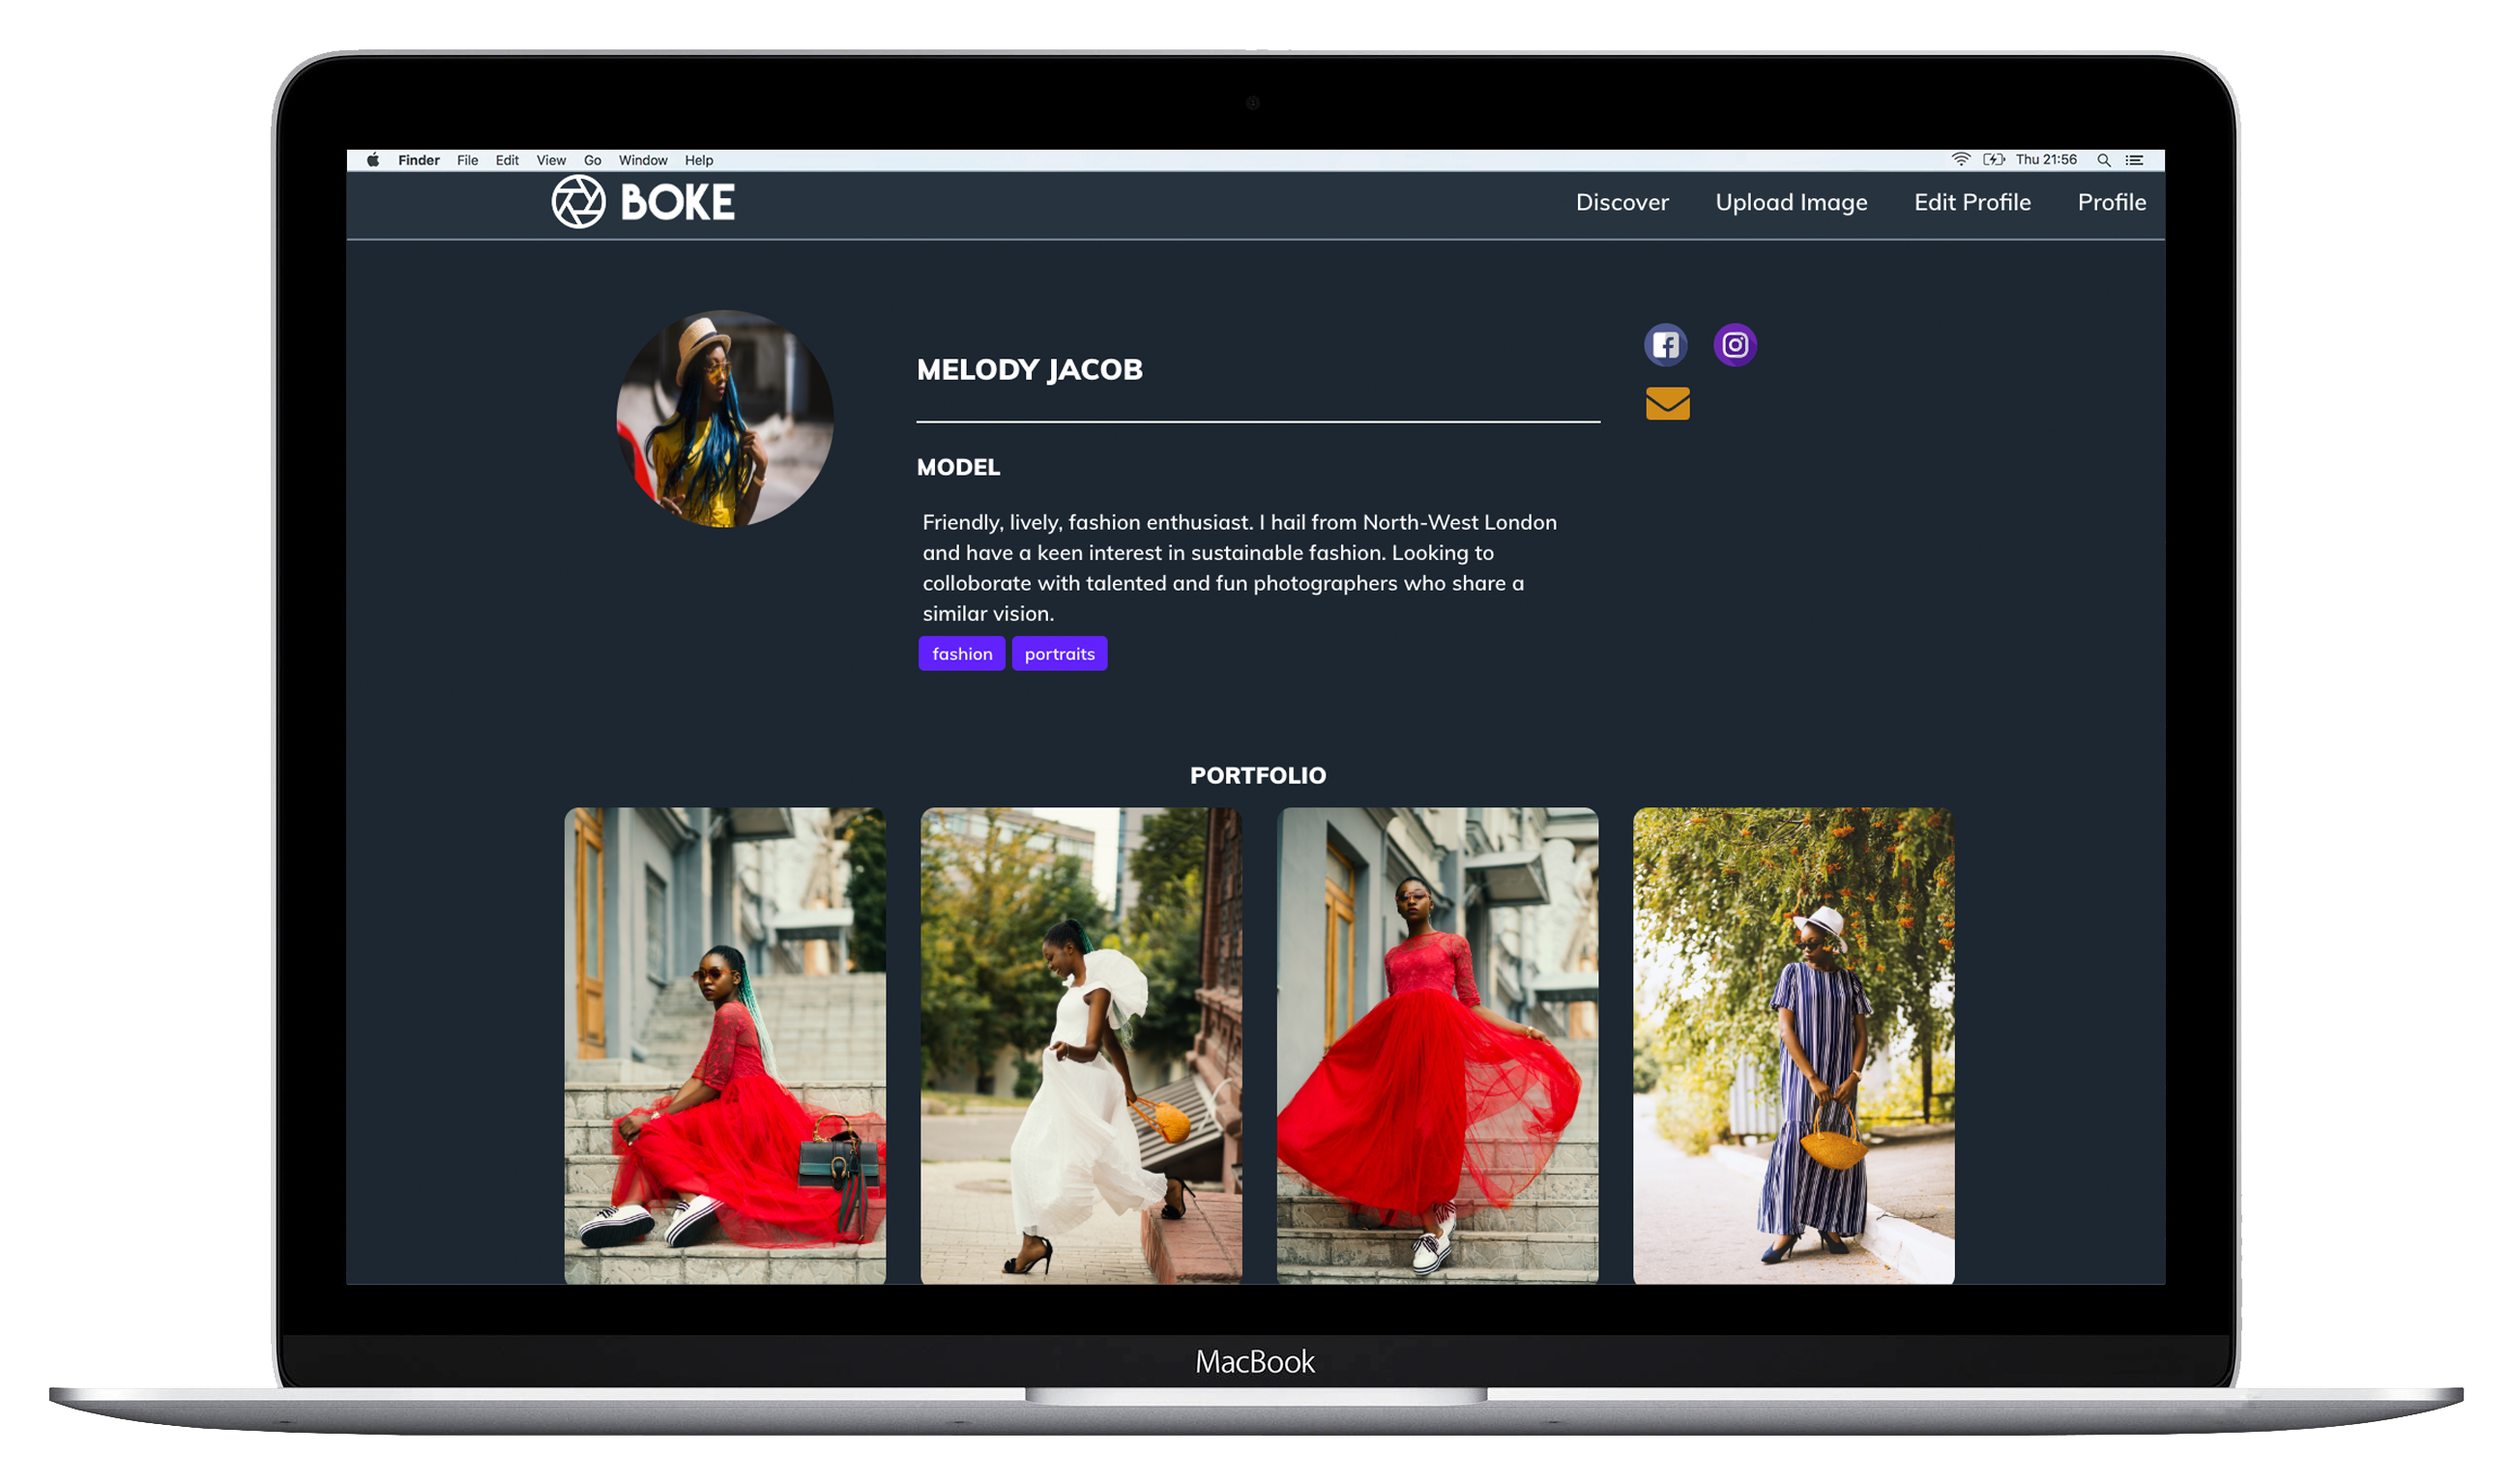 Finder File Edit View Go Window Help Thu 21:56
BOKE Discover Upload Image Edit Profile Profile
MELODY JACOB
MODEL
Friendly, lively, fashion enthusiast. I hail from North-West London
and have a keen interest in sustainable fashion. Looking to
colloborate with talented and fun photographers who share a
similar vision.
fashion portraits
PORTFOLIO
MacBook